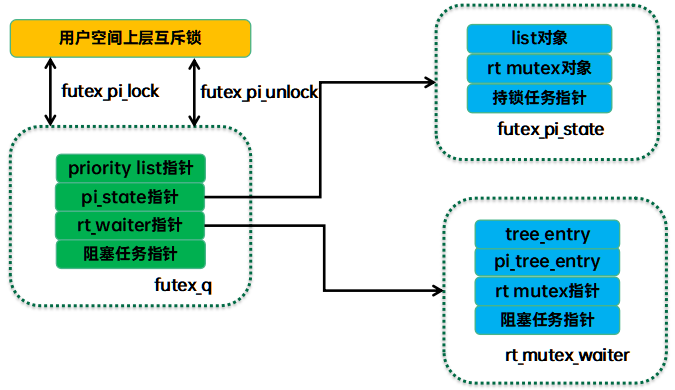 用户空间上层互斥锁
futex_pi_lock
futex_pi_unlock
priority list指针
pi_state指针
rt_waiter指针
阻塞任务指针
futex_q
list对象
rt mutex对象
持锁任务指针
futex_pi_state
tree_entry
pi_tree_entry
rt mutex指针
阻塞任务指针
rt_mutex_waiter